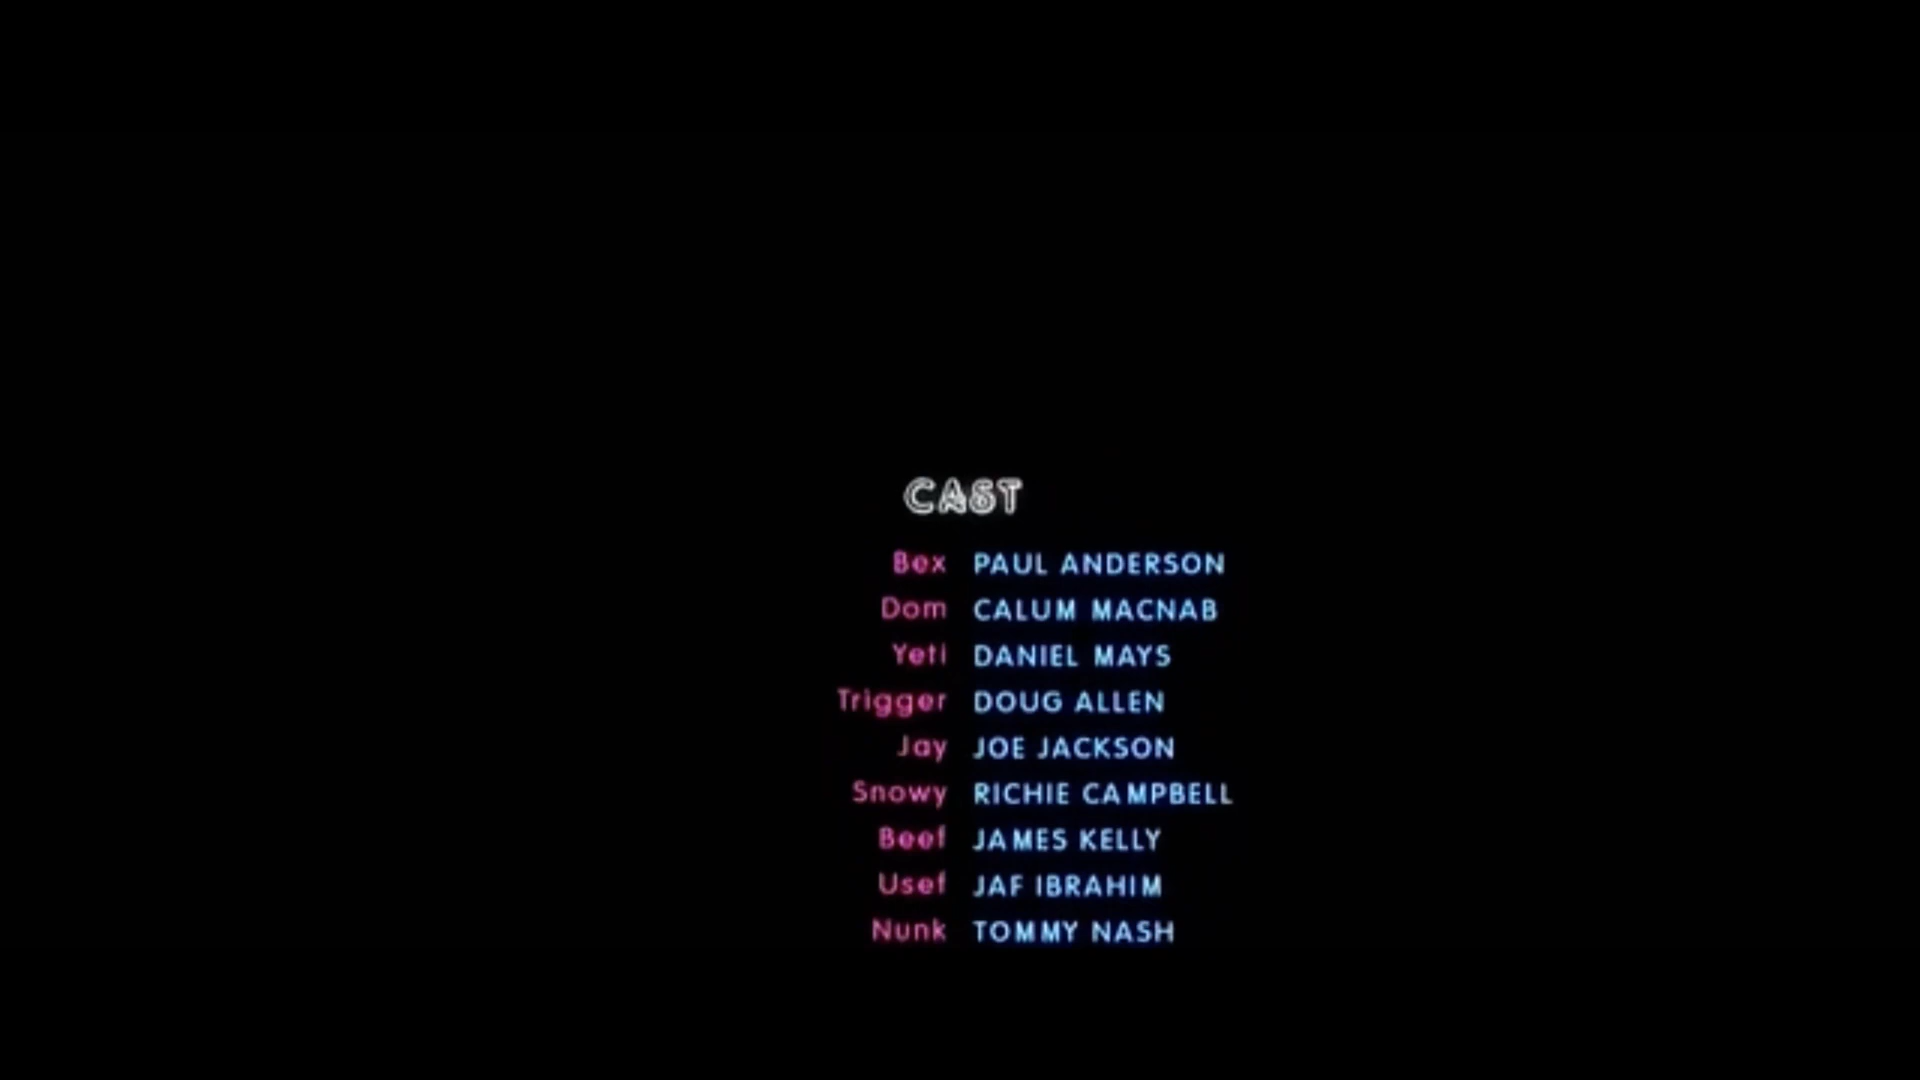 CAST
Bex PAUL ANDERSON
Dom CALUM MACNAB
Yeti DANIEL MAYS
Trigger DOUG ALLEN
Jay JOE JACKSON
Snowy RICHIE CAMPBELL
Beef JAMES KELLY
Usef JAF IBRAHIM
Nunk TOMMY NASH